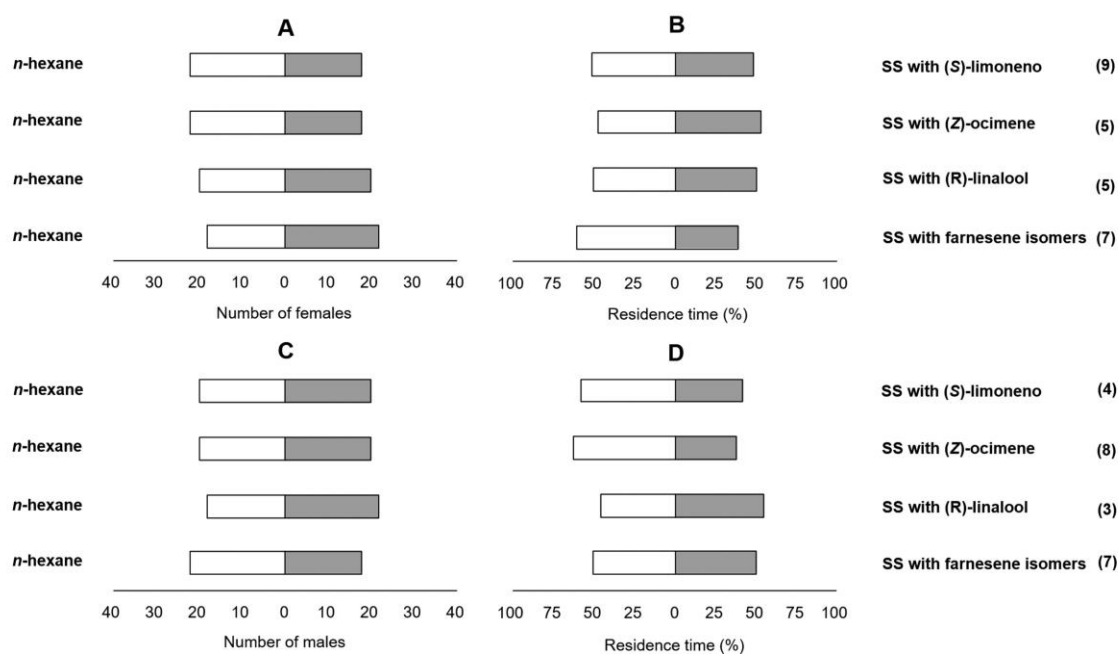 A B
n-hexane SS with (S)-limoneno (9)
n-hexane SS with (Z)-ocimene (5)
n-hexane SS with (R)-linalool (5)
n-hexane SS with farnesene isomers (7)
40 30 20 10 0 10 20 30 40 100 75 50 25 0 25 50 75 100
Number of females Residence time (%)
C D
n-hexane SS with (S)-limoneno (4)
n-hexane SS with (Z)-ocimene (8)
n-hexane SS with (R)-linalool (3)
n-hexane SS with farnesene isomers (7)
40 30 20 10 0 10 20 30 40 100 75 50 25 0 25 50 75 100
Number of males Residence time (%)